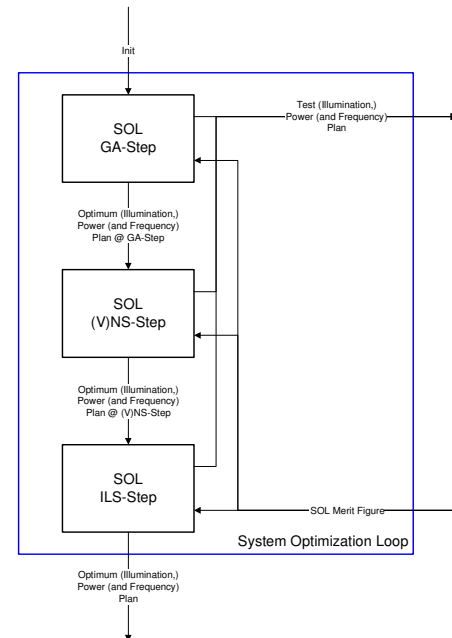 Init
SOL
GA-Step
Test (Illumination,)
Power (and Frequency)
Plan
Optimum (Illumination,)
Power (and Frequency)
Plan @ GA-Step
SOL
(V)NS-Step
Optimum (Illumination,)
Power (and Frequency)
Plan @ (V)NS-Step
SOL
ILS-Step
SOL Merit Figure
System Optimization Loop
Optimum (Illumination,)
Power (and Frequency)
Plan